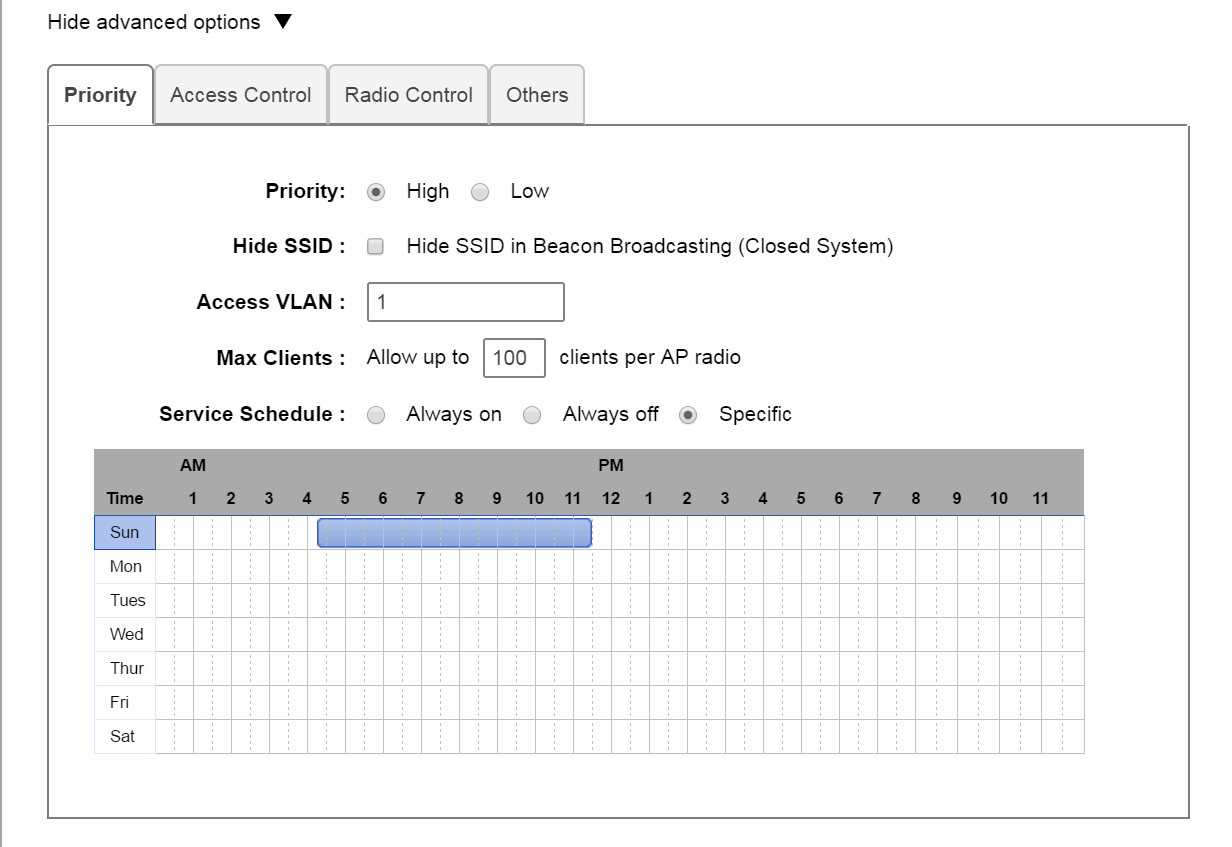 Hide advanced options ▼
Priority Access Control Radio Control Others
Priority: High Low
Hide SSID : Hide SSID in Beacon Broadcasting (Closed System)
Access VLAN : 1
Max Clients : Allow up to 100 clients per AP radio
Service Schedule : Always on Always off Specific
AM PM
Time 1 2 3 4 5 6 7 8 9 10 11 12 1 2 3 4 5 6 7 8 9 10 11
Sun
Mon
Tues
Wed
Thur
Fri
Sat